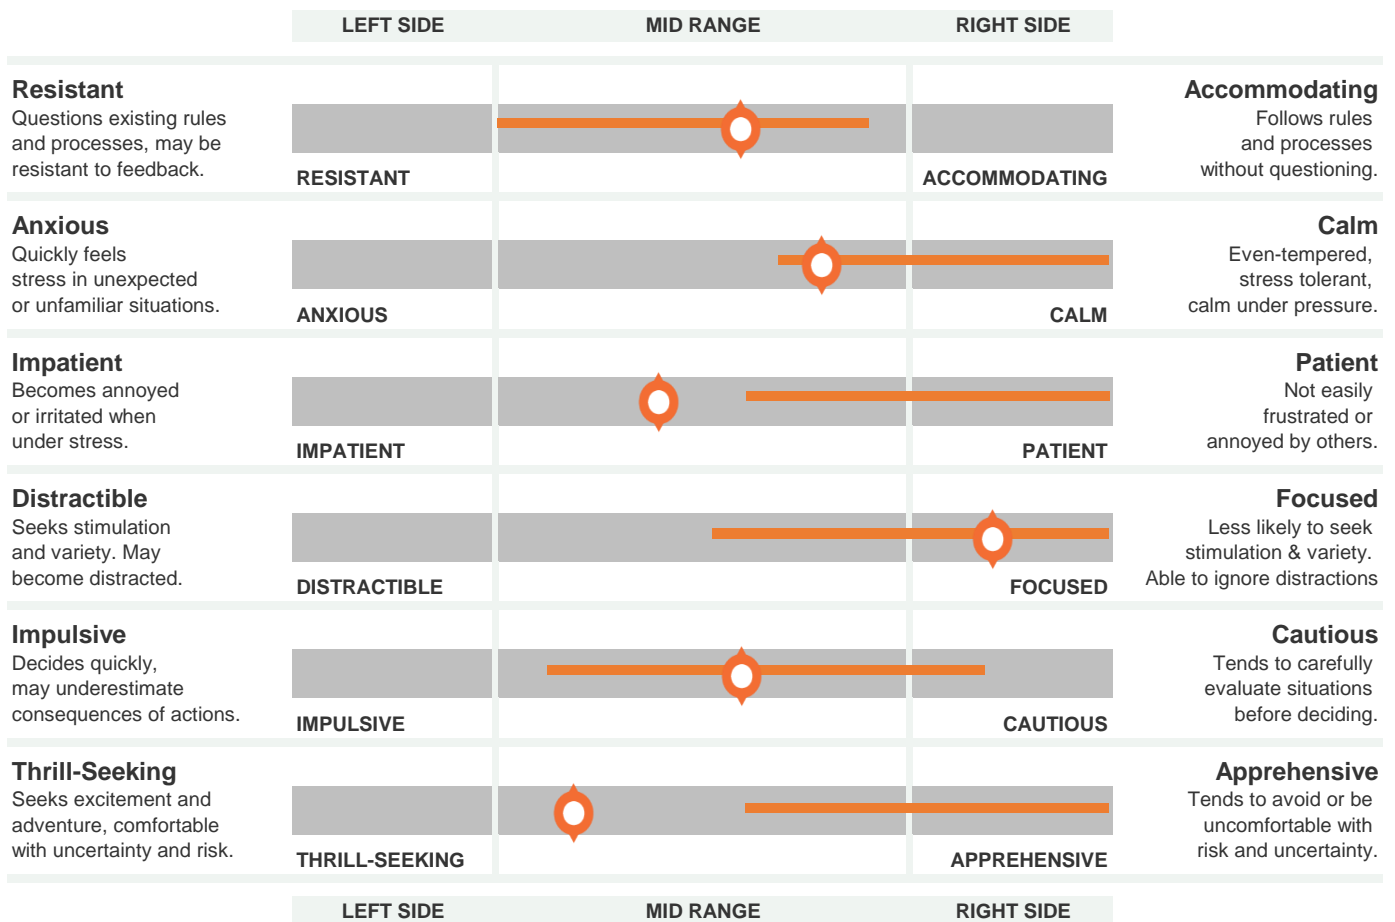 LEFT SIDE MID RANGE RIGHT SIDE
Resistant
Questions existing rules
and processes, may be
resistant to feedback.
RESISTANT
ACCOMMODATING
Accommodating
Follows rules
and processes
without questioning.
Anxious
Quickly feels
stress in unexpected
or unfamiliar situations.
ANXIOUS
CALM
Calm
Even-tempered,
stress tolerant,
calm under pressure.
Impatient
Becomes annoyed
or irritated when
under stress.
IMPATIENT
PATIENT
Patient
Not easily
frustrated or
annoyed by others.
Distractible
Seeks stimulation
and variety. May
become distracted.
DISTRACTIBLE
FOCUSED
Focused
Less likely to seek
stimulation & variety.
Able to ignore distractions
Impulsive
Decides quickly,
may underestimate
consequences of actions.
IMPULSIVE
CAUTIOUS
Cautious
Tends to carefully
evaluate situations
before deciding.
Thrill-Seeking
Seeks excitement and
adventure, comfortable
with uncertainty and risk.
THRILL-SEEKING
APPREHENSIVE
Apprehensive
Tends to avoid or be
uncomfortable with
risk and uncertainty.
LEFT SIDE MID RANGE RIGHT SIDE